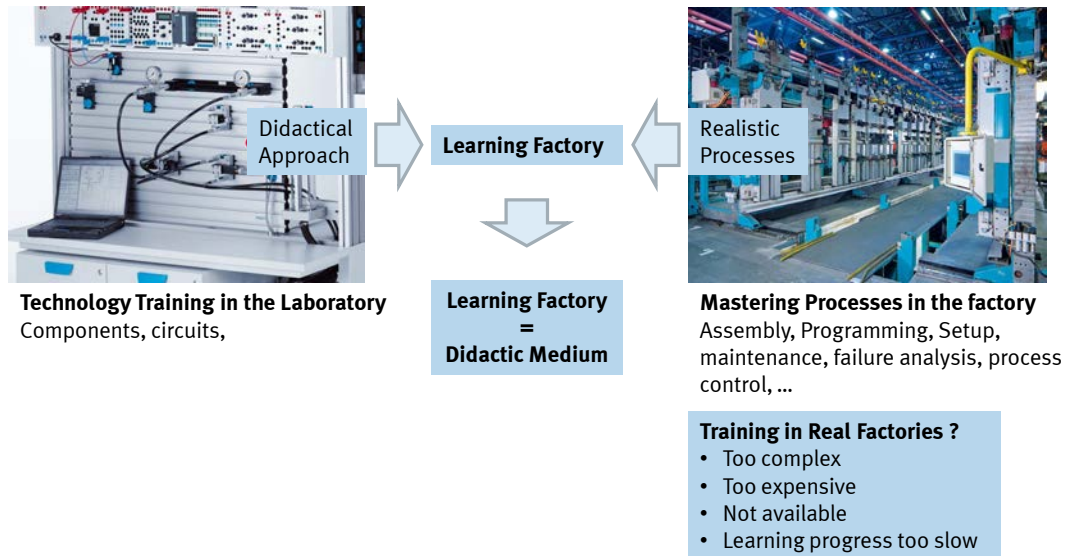 Didactical
Approach
Learning Factory
Realistic
Processes
Technology Training in the Laboratory
Components, circuits,
Learning Factory
=
Didactic Medium
Mastering Processes in the factory
Assembly, Programming, Setup,
maintenance, failure analysis, process
control, ...
Training in Real Factories ?
• Too complex
• Too expensive
• Not available
• Learning progress too slow